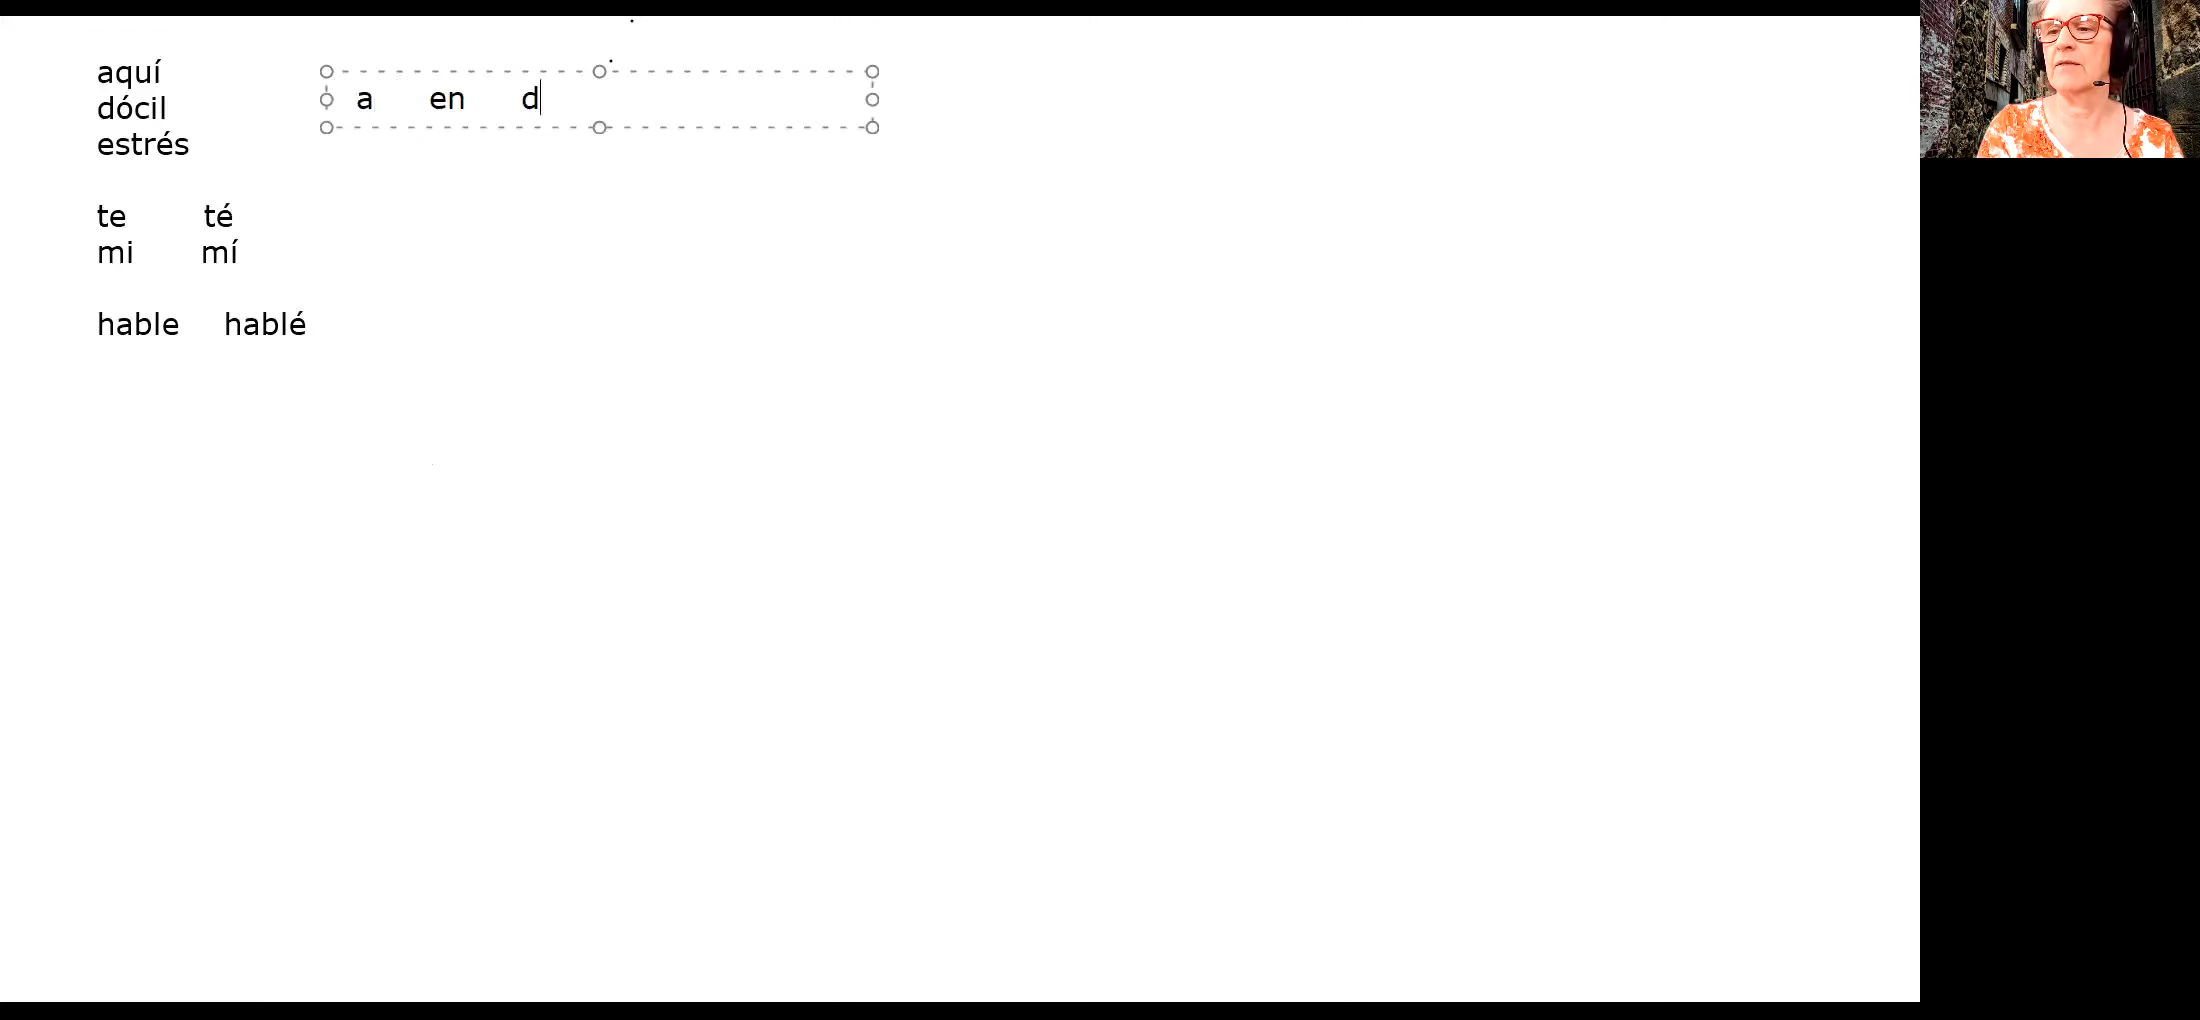 aquí
dócil
estrés
a en d
te té
mi mí
hable hablé